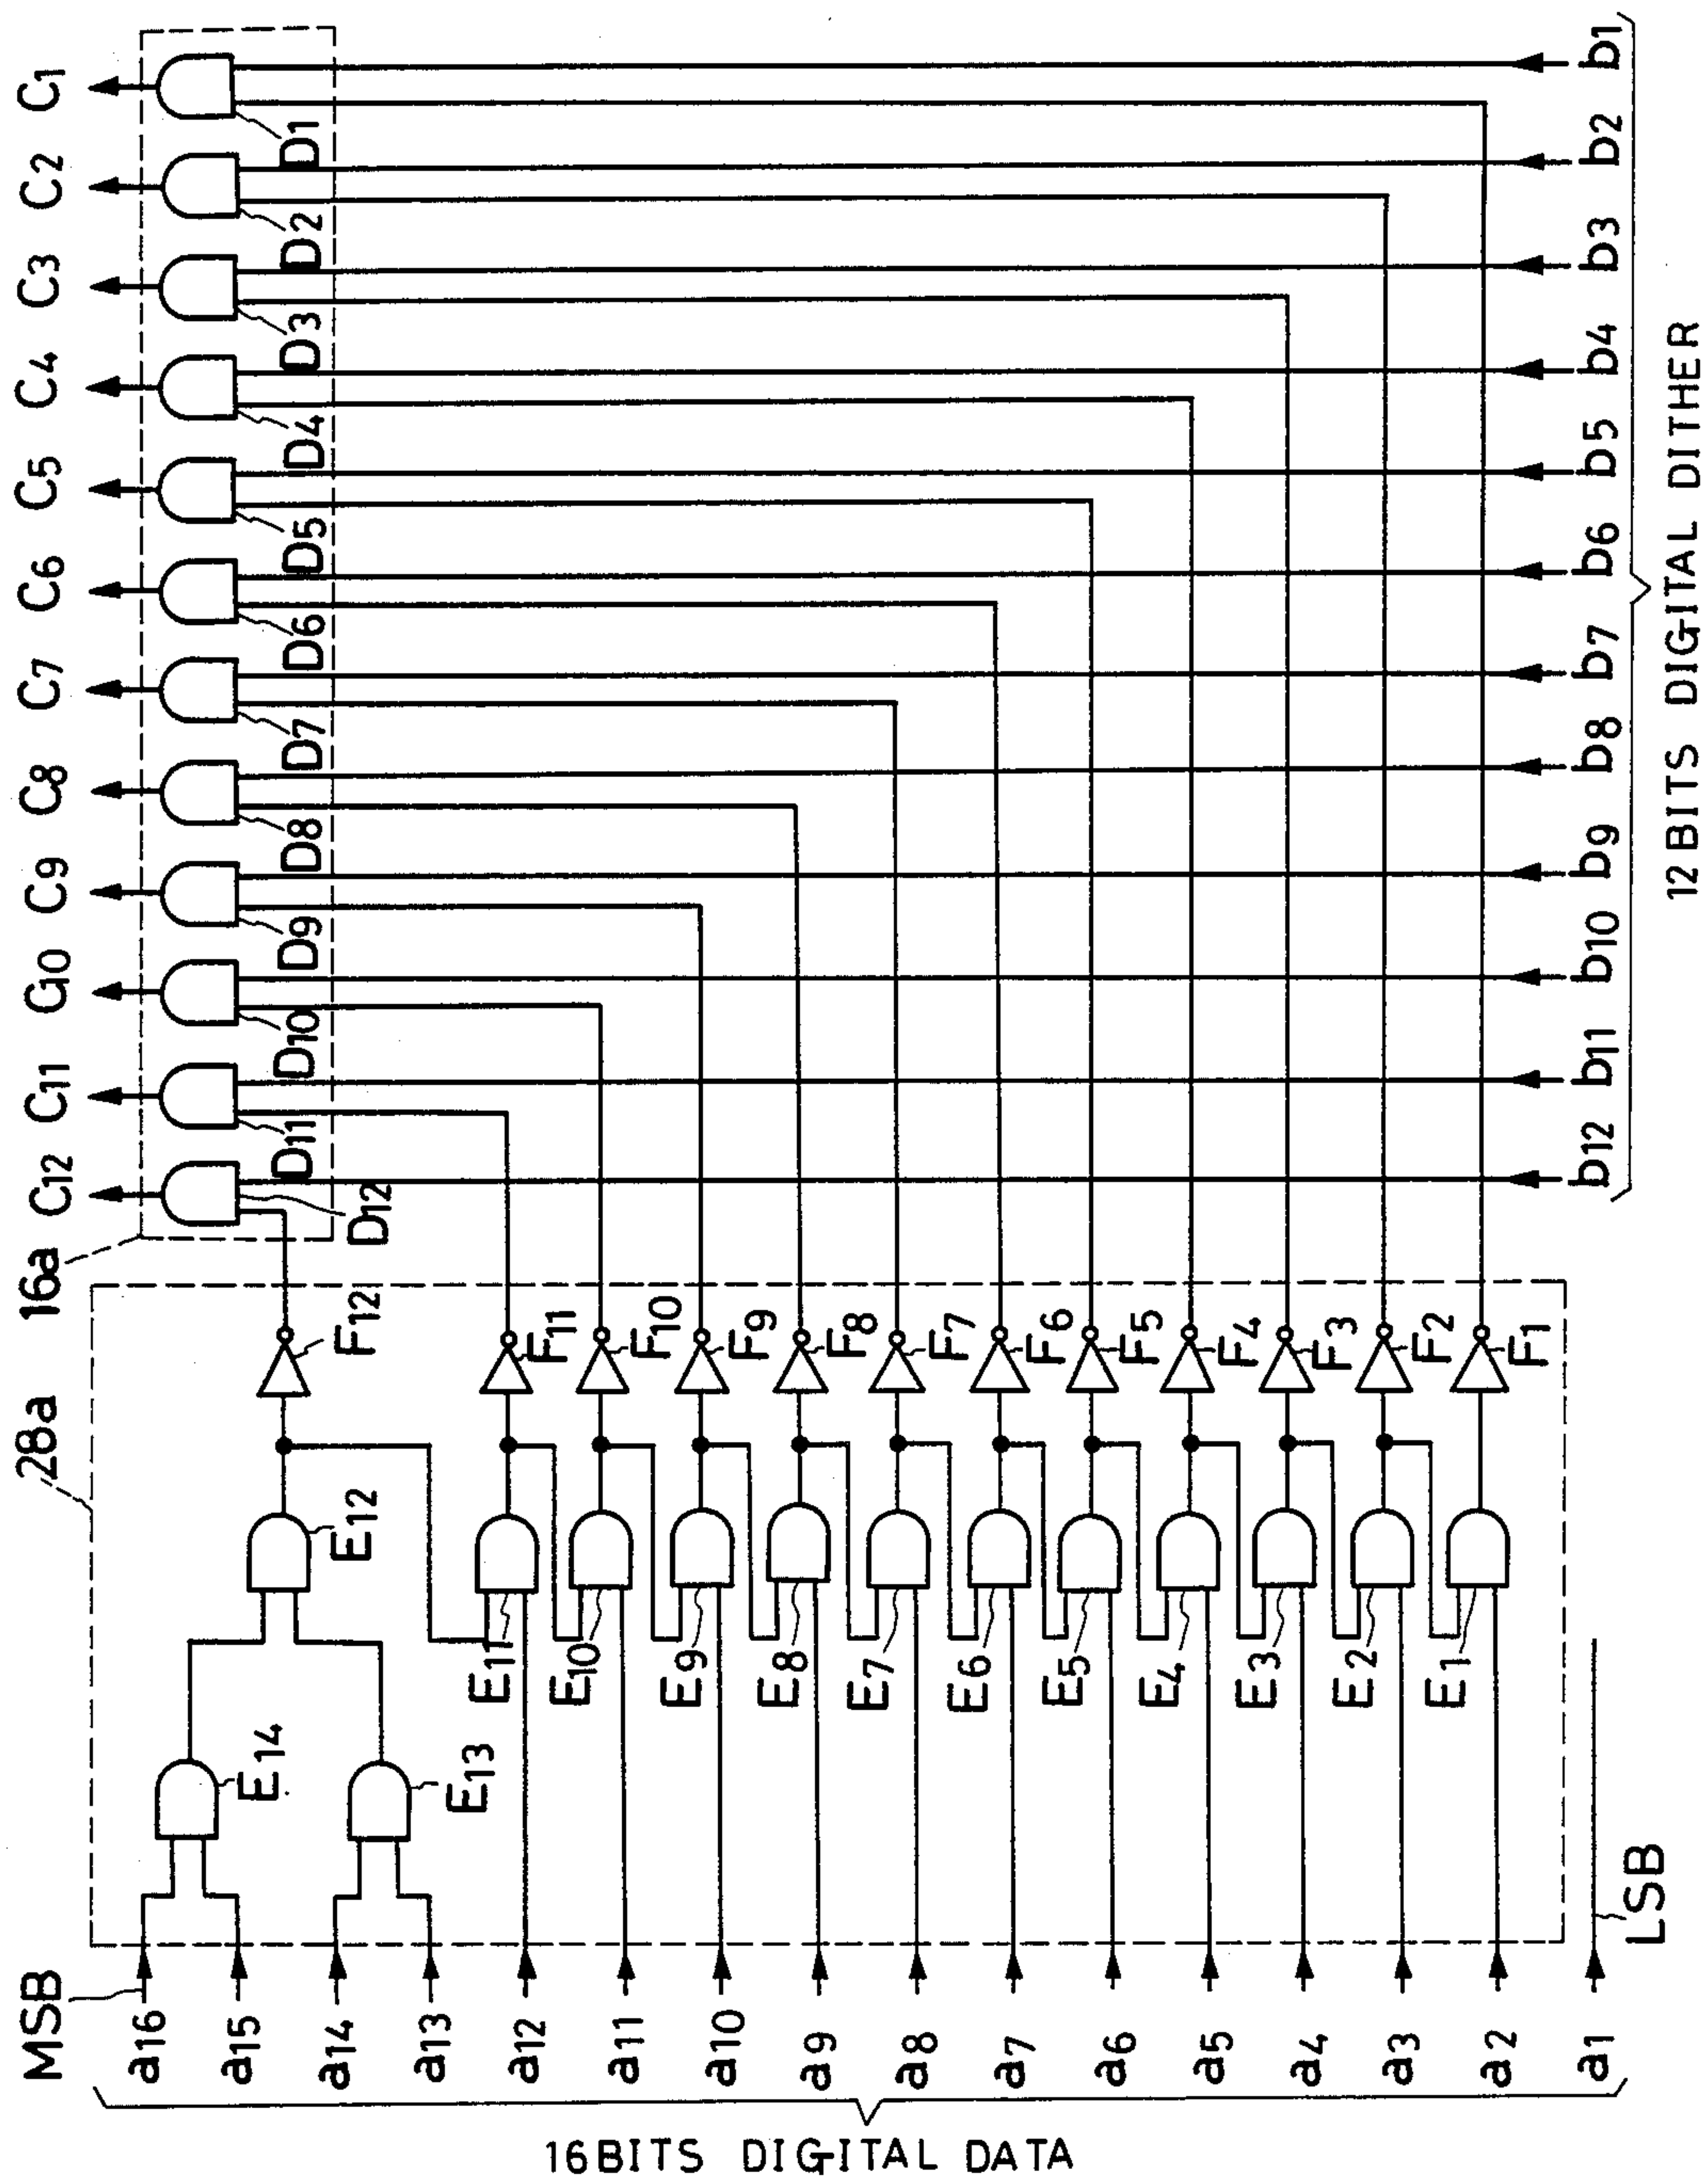 C12 C11 C10 C9 C8 C7 C6 C5 C4 C3 C2 C1
16a
28a
D12 D11 D10 D9 D8 D7 D6 D5 D4 D3 D2 D1
F12
F11
F10
F9
F8
F7
F6
F5
F4
F3
F2
F1
E14
E13
E12
E11
E10
E9
E8
E7
E6
E5
E4
E3
E2
E1
MSB
a16
a15
a14
a13
a12
a11
a10
a9
a8
a7
a6
a5
a4
a3
a2
a1
LSB
16BITS DIGITAL DATA
b12 b11 b10 b9 b8 b7 b6 b5 b4 b3 b2 b1
12BITS DIGITAL DITHER